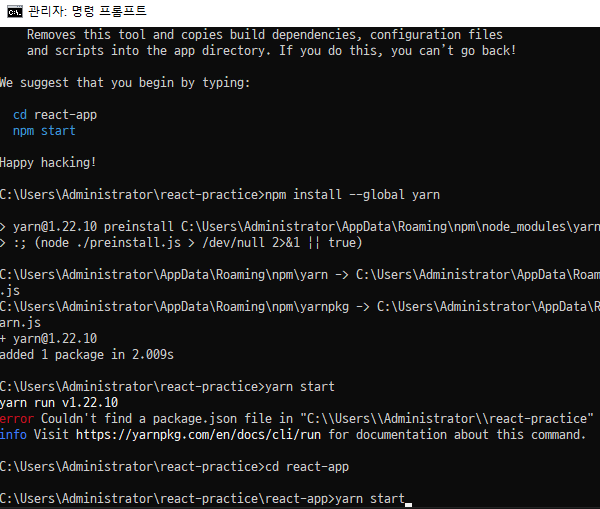 관리자: 명령 프롬프트
Removes this tool and copies build dependencies, configuration files
and scripts into the app directory. If you do this, you can’t go back!
We suggest that you begin by typing:
cd react-app
npm start
Happy hacking!
C:\Users\Administrator\react-practice>npm install --global yarn
> yarn@1.22.10 preinstall C:\Users\Administrator\AppData\Roaming\npm\node_modules\yarn
> :; (node ./preinstall.js > /dev/null 2>&1 || true)
C:\Users\Administrator\AppData\Roaming\npm\yarn -> C:\Users\Administrator\AppData\Roam
.js
C:\Users\Administrator\AppData\Roaming\npm\yarnpkg -> C:\Users\Administrator\AppData\R
arn.js
+ yarn@1.22.10
added 1 package in 2.009s
C:\Users\Administrator\react-practice>yarn start
yarn run v1.22.10
error Couldn't find a package.json file in "C:\\Users\\Administrator\\react-practice"
info Visit https://yarnpkg.com/en/docs/cli/run for documentation about this command.
C:\Users\Administrator\react-practice>cd react-app
C:\Users\Administrator\react-practice\react-app>yarn start